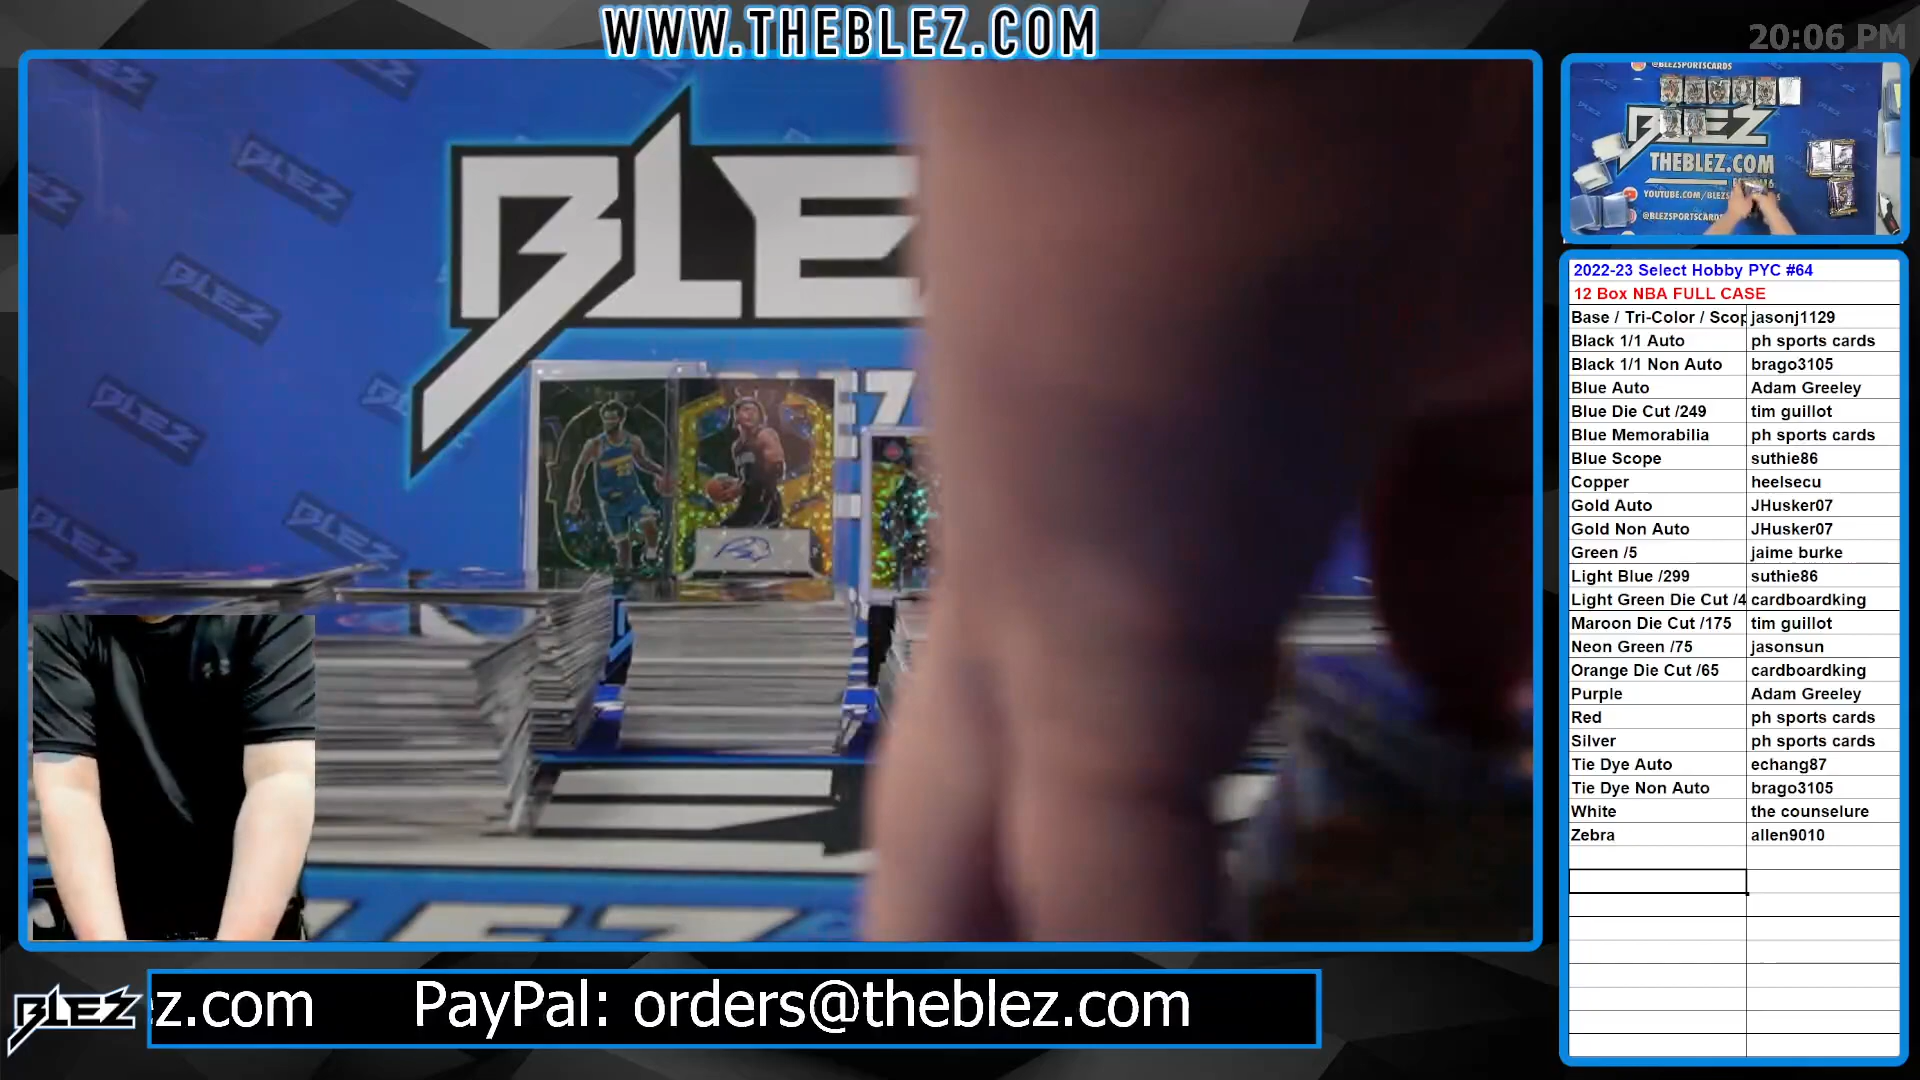 WWW.THEBLEZ.COM
20:06 PM
BLEZ
@BLEZSPORTSCARDS
BLEZ
THEBLEZ.COM
2022-23 Select Hobby PYC #64
12 Box NBA FULL CASE
Base / Tri-Color / Scop jasonj1129
Black 1/1 Auto ph sports cards
Black 1/1 Non Auto brago3105
Blue Auto Adam Greeley
Blue Die Cut /249 tim guillot
Blue Memorabilia ph sports cards
Blue Scope suthie86
Copper heelsecu
Gold Auto JHusker07
Gold Non Auto JHusker07
Green /5 jaime burke
Light Blue /299 suthie86
Light Green Die Cut /4 cardboardking
Maroon Die Cut /175 tim guillot
Neon Green /75 jasonsun
Orange Die Cut /65 cardboardking
Purple Adam Greeley
Red ph sports cards
Silver ph sports cards
Tie Dye Auto echang87
Tie Dye Non Auto brago3105
White the counselure
Zebra allen9010
BLEZ
z.com PayPal: orders@theblez.com